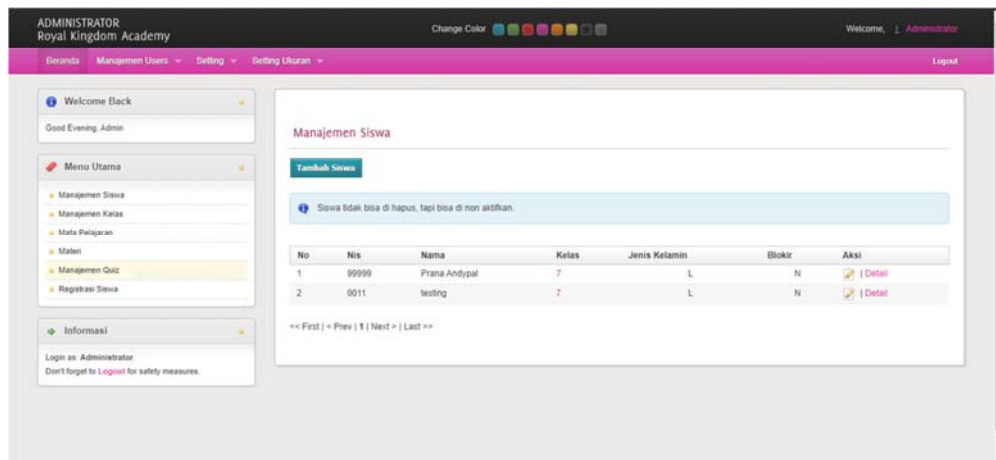 ADMINISTRATOR
Royal Kingdom Academy
Change Color
Welcome, Administrator
Beranda Manajemen Users Setting Setting Ukuran Logout
Welcome Back
Good Evening, Admin
Menu Utama
Manajemen Siswa
Manajemen Kelas
Mata Pelajaran
Materi
Manajemen Quiz
Registrasi Siswa
Informasi
Login as: Administrator.
Don't forget to Logout for safety measures.
Manajemen Siswa
Tambah Siswa
Siswa tidak bisa di hapus, tapi bisa di non aktifkan.
No Nis Nama Kelas Jenis Kelamin Blokir Aksi
1 99999 Prana Andypal 7 L N | Detail
2 0011 testing 7 L N | Detail
<< First | < Prev | 1 | Next > | Last >>